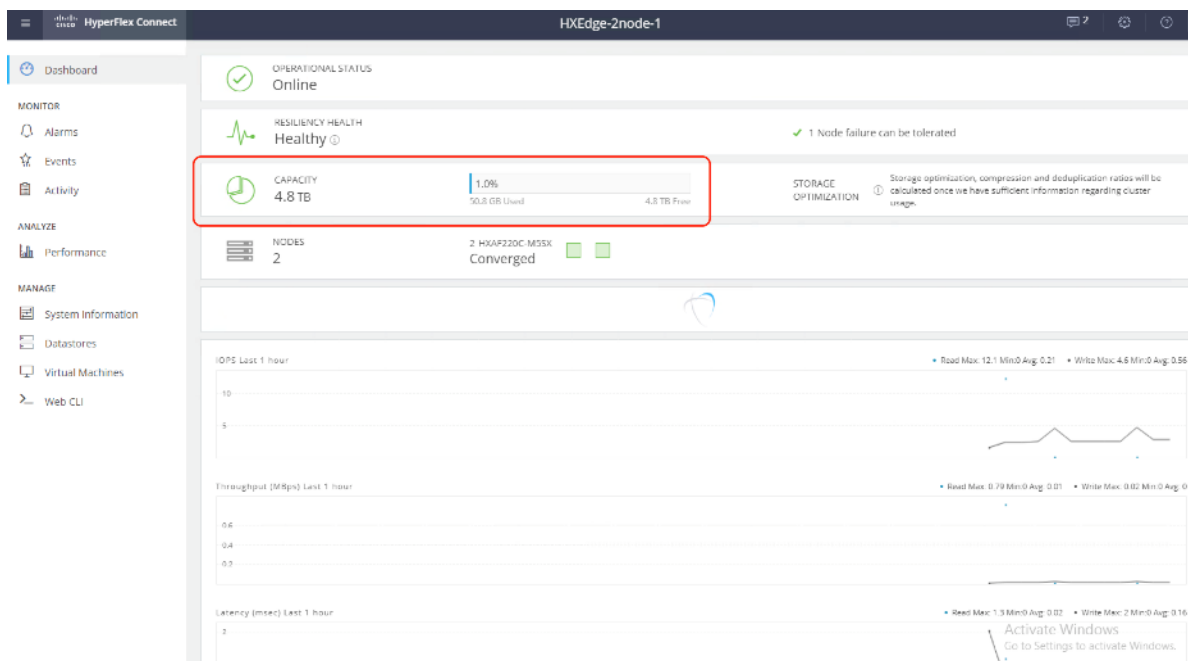 cisco HyperFlex Connect
HXEdge-2node-1
2
Dashboard
MONITOR
Alarms
Events
Activity
ANALYZE
Performance
MANAGE
System Information
Datastores
Virtual Machines
Web CLI
OPERATIONAL STATUS
Online
RESILIENCY HEALTH
Healthy
1 Node failure can be tolerated
CAPACITY
4.8 TB
1.0%
50.8 GB Used
4.8 TB Free
STORAGE
OPTIMIZATION
Storage optimization, compression and deduplication ratios will be
calculated once we have sufficient information regarding cluster
usage.
NODES
2
2 HXAF220C-M5SX
Converged
IOPS Last 1 hour
Read Max: 12.1 Min:0 Avg: 0.21
Write Max: 4.6 Min:0 Avg: 0.56
10
5
Throughput (MBps) Last 1 hour
Read Max: 0.79 Min:0 Avg: 0.01
Write Max: 0.02 Min:0 Avg: 0
0.6
0.4
0.2
Latency (msec) Last 1 hour
Read Max: 1.3 Min:0 Avg: 0.02
Write Max: 2 Min:0 Avg: 0.16
2
Activate Windows
Go to Settings to activate Windows.